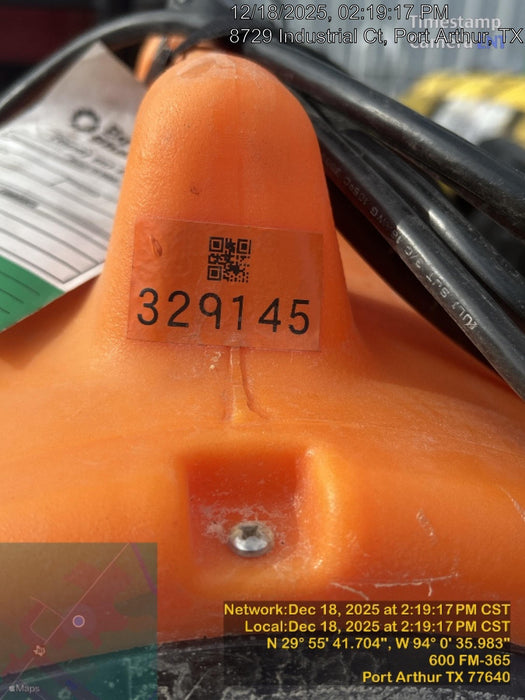 12/18/2025, 02:19:17 PM
Timestamp
8729 Industrial Ct, Port Arthur, TX
Camera ENT
329145
Network:Dec 18, 2025 at 2:19:17 PM CST
Local:Dec 18, 2025 at 2:19:17 PM CST
N 29° 55' 41.704", W 94° 0' 35.983"
600 FM-365
Port Arthur TX 77640
Maps